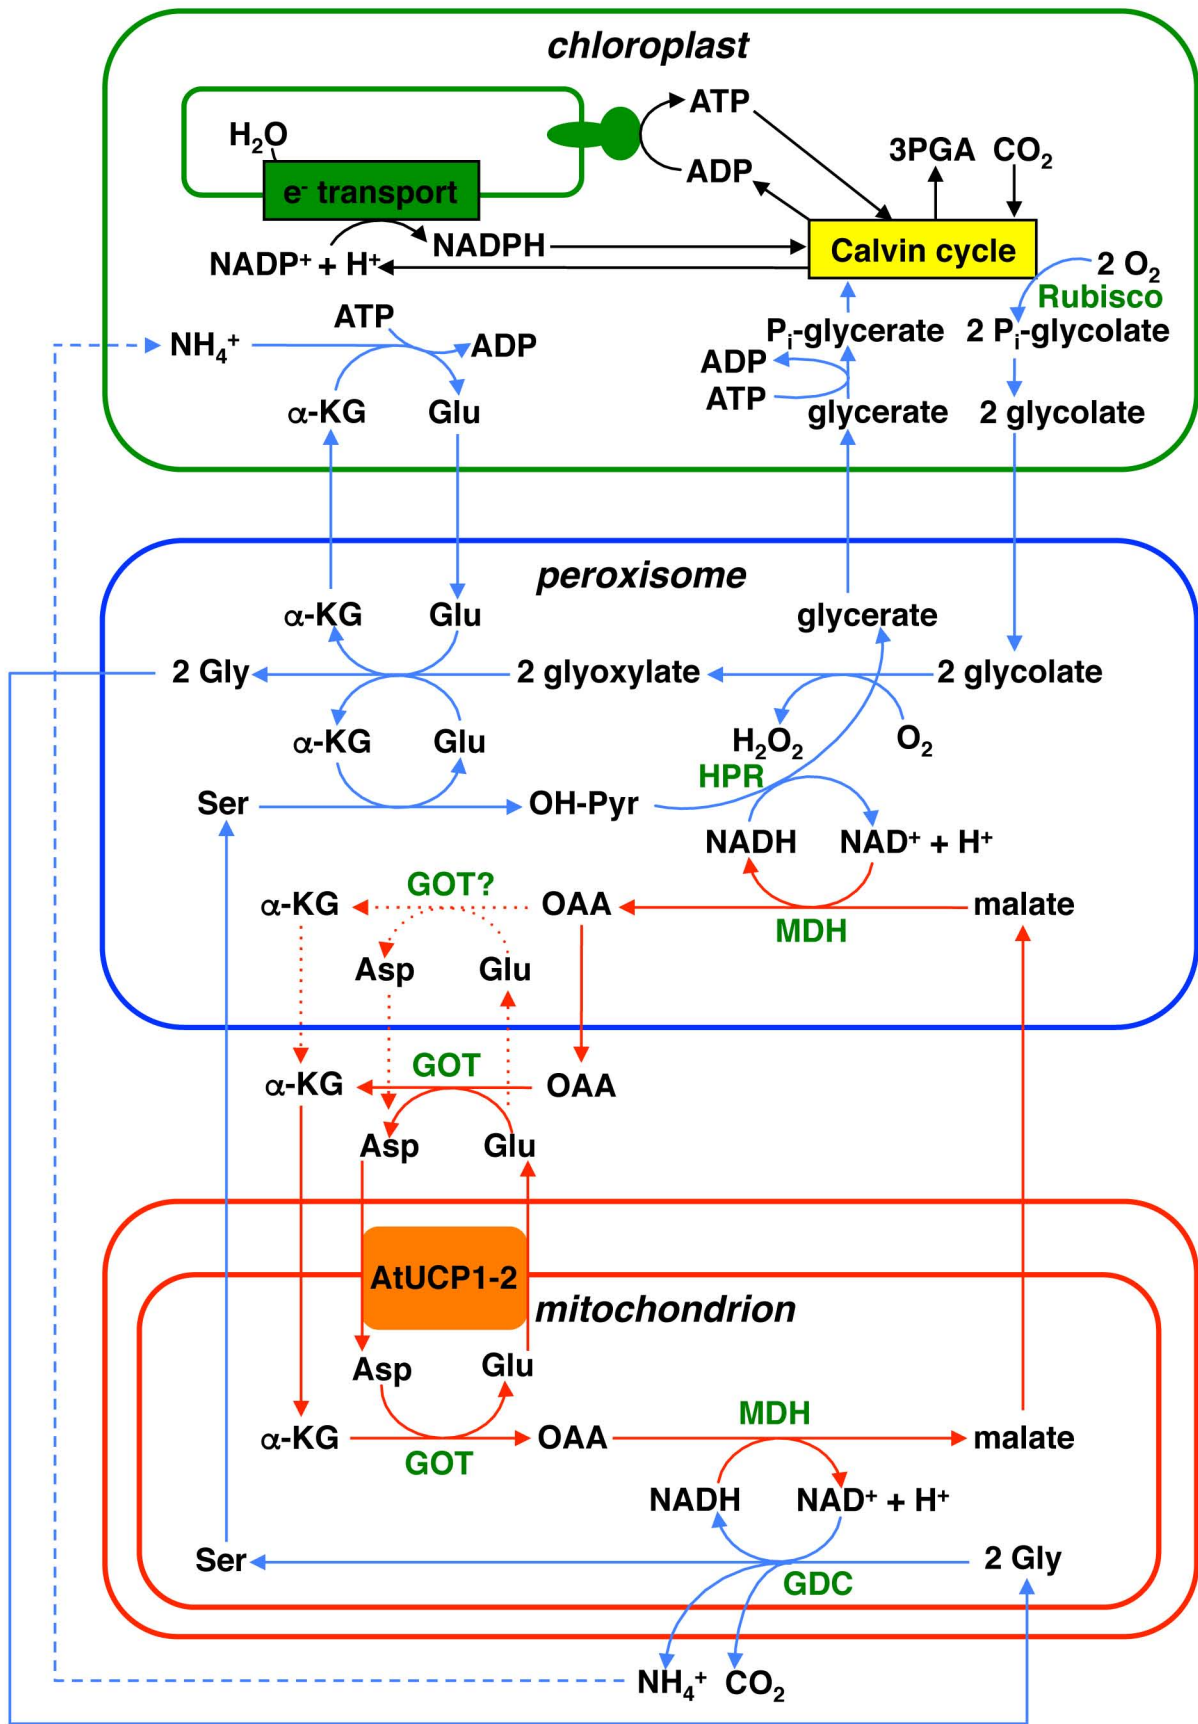 chloroplast
ATP
H₂O
3PGA CO₂
ADP
e⁻ transport
NADPH
Calvin cycle
NADP⁺ + H⁺
2 O₂
Rubisco
ATP
NH₄⁺
ADP
Pᵢ-glycerate 2 Pᵢ-glycolate
ADP
ATP
α-KG Glu
glycerate 2 glycolate
peroxisome
α-KG Glu
glycerate
2 Gly 2 glyoxylate 2 glycolate
α-KG Glu
H₂O₂ O₂
HPR
Ser OH-Pyr
NADH NAD⁺ + H⁺
GOT?
α-KG OAA malate
MDH
Asp Glu
GOT
α-KG OAA
Asp Glu
AtUCP1-2
mitochondrion
Asp Glu
MDH
α-KG OAA malate
GOT
NADH NAD⁺ + H⁺
Ser 2 Gly
GDC
NH₄⁺ CO₂